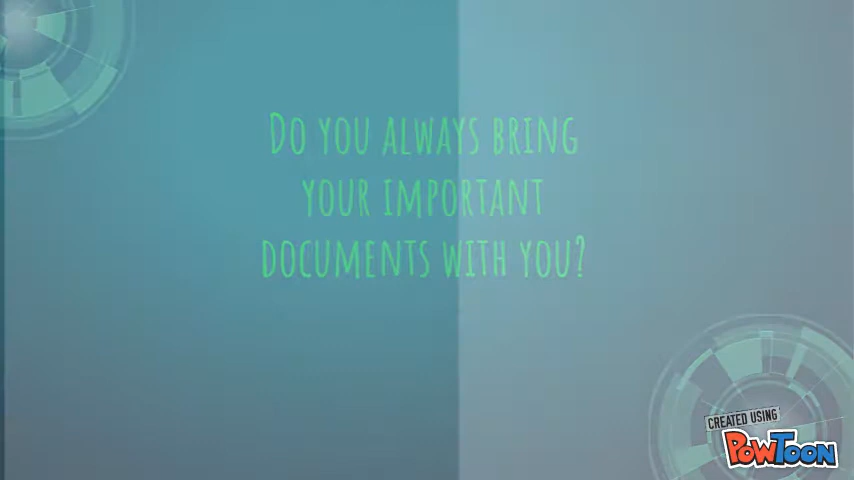 Do you always bring
your important
documents with you?
CREATED USING
POWTOON